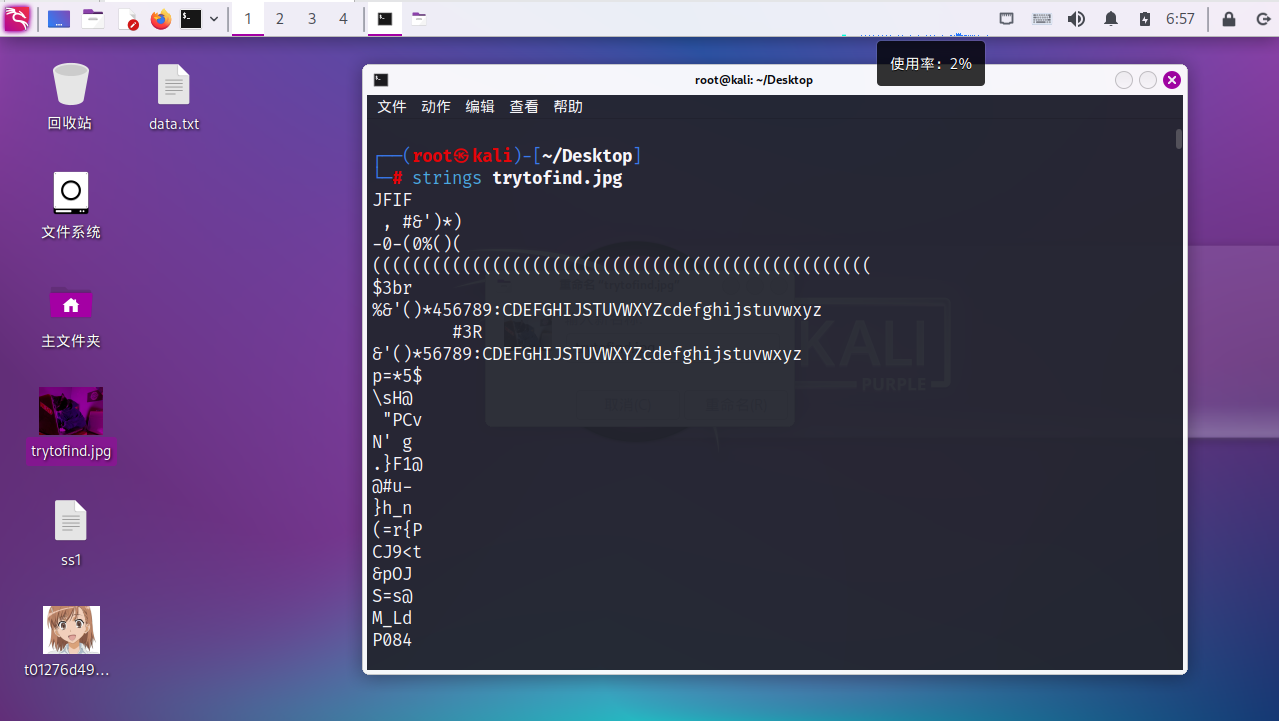 1 2 3 4
6:57
使用率: 2%
回收站
data.txt
文件系统
主文件夹
trytofind.jpg
ss1
t01276d49...
root@kali: ~/Desktop
文件 动作 编辑 查看 帮助
┌──(root㉿kali)-[~/Desktop]
└─# strings trytofind.jpg
JFIF
 , #&')*)
-0-(0%()(
((((((((((((((((((((((((((((((((((((((((((((((((((
$3br
%&'()*456789:CDEFGHIJSTUVWXYZcdefghijstuvwxyz
        #3R
&'()*56789:CDEFGHIJSTUVWXYZcdefghijstuvwxyz
p=*5$
\sH@
 "PCv
N' g
.}F1@
@#u-
}h_n
(=r{P
CJ9<t
&pOJ
S=s@
M_Ld
P084
KALI
PURPLE